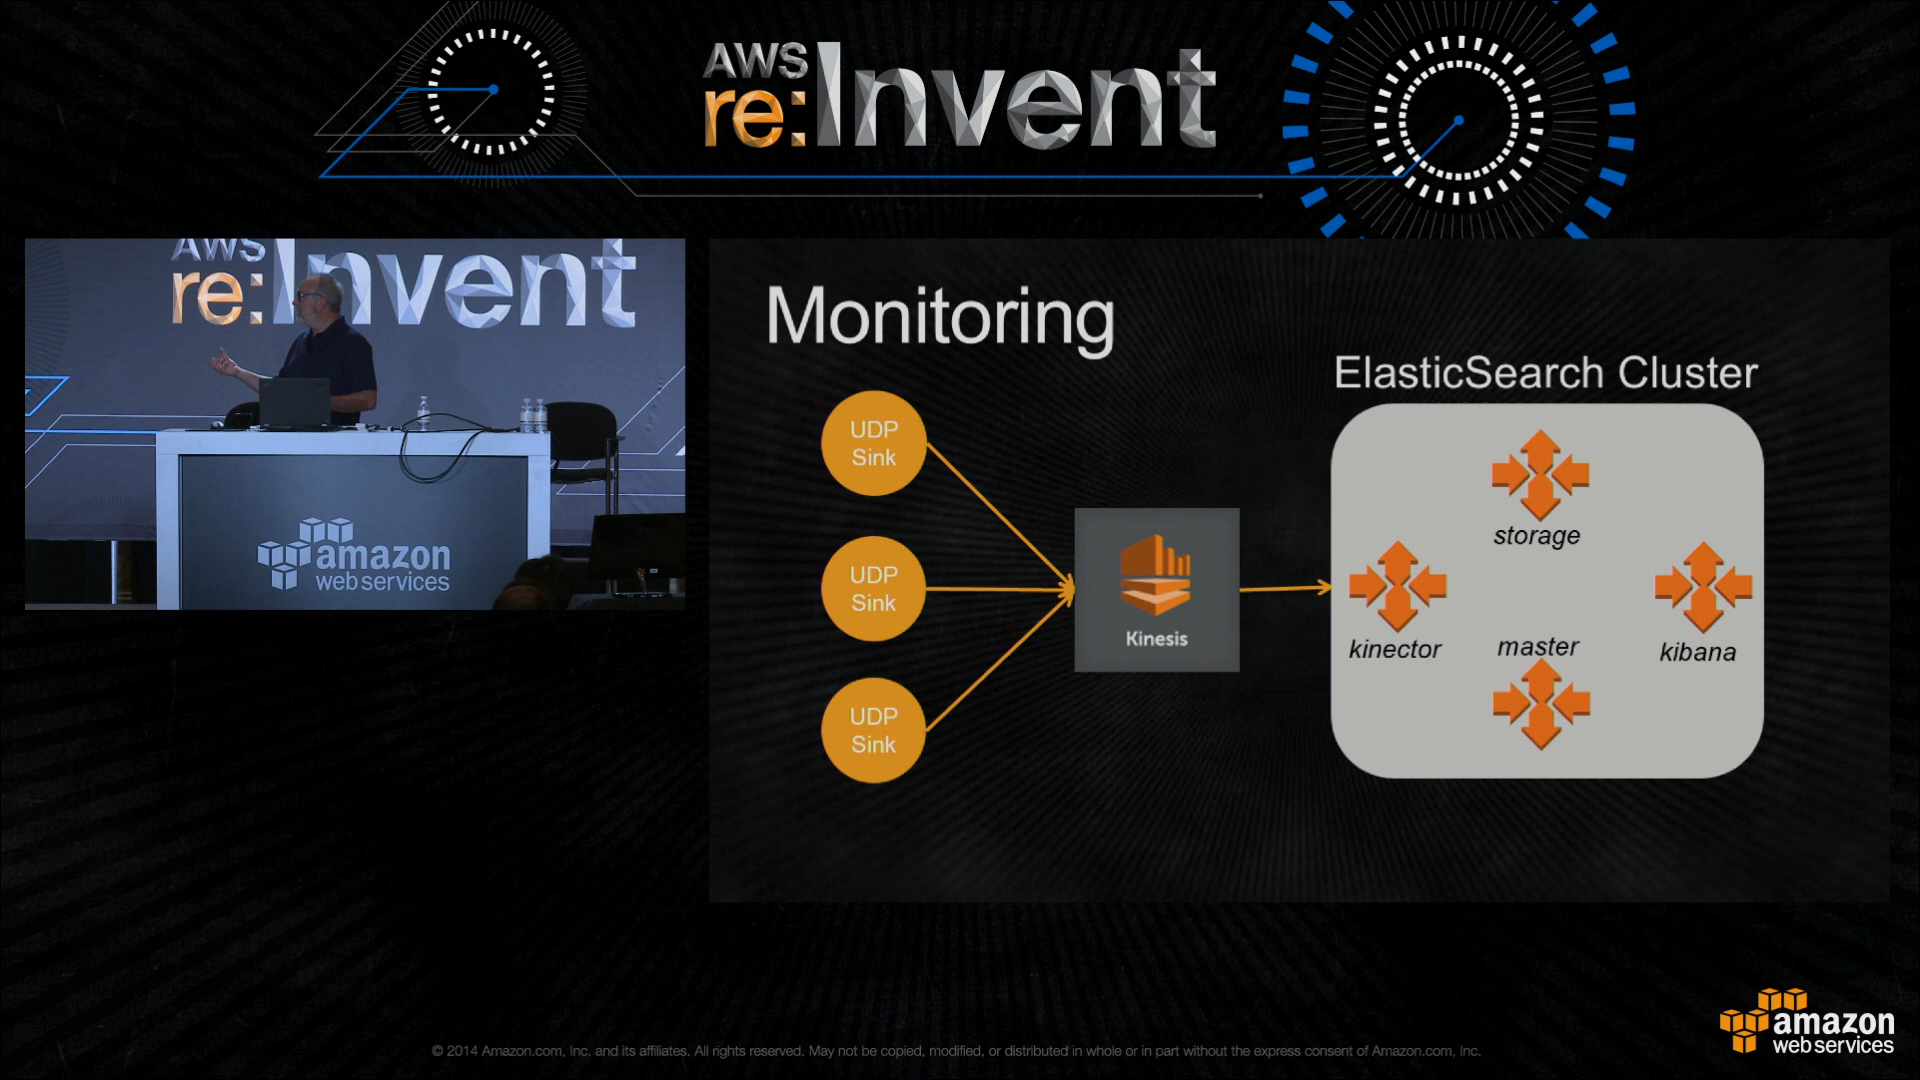 AWS
re:Invent
AWS
re:Invent
amazon
web services
Monitoring
ElasticSearch Cluster
UDP
Sink
UDP
Sink
UDP
Sink
Kinesis
storage
kinector
master
kibana
amazon
web services
© 2014 Amazon.com, Inc. and its affiliates. All rights reserved. May not be copied, modified, or distributed in whole or in part without the express consent of Amazon.com, Inc.